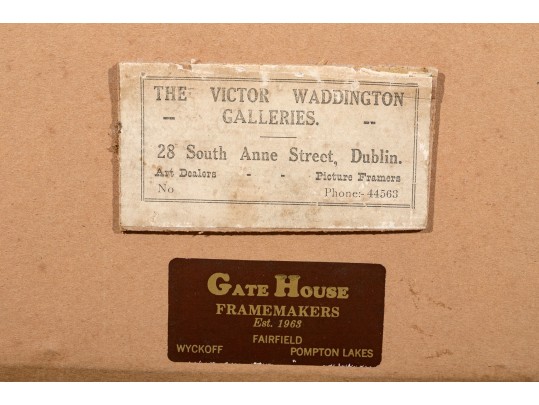 THE VICTOR WADDINGTON
-- GALLERIES. --
28 South Anne Street, Dublin.
Art Dealers - - Picture Framers
No Phone:- 44563
GATE HOUSE
FRAMEMAKERS
Est. 1963
FAIRFIELD
WYCKOFF POMPTON LAKES